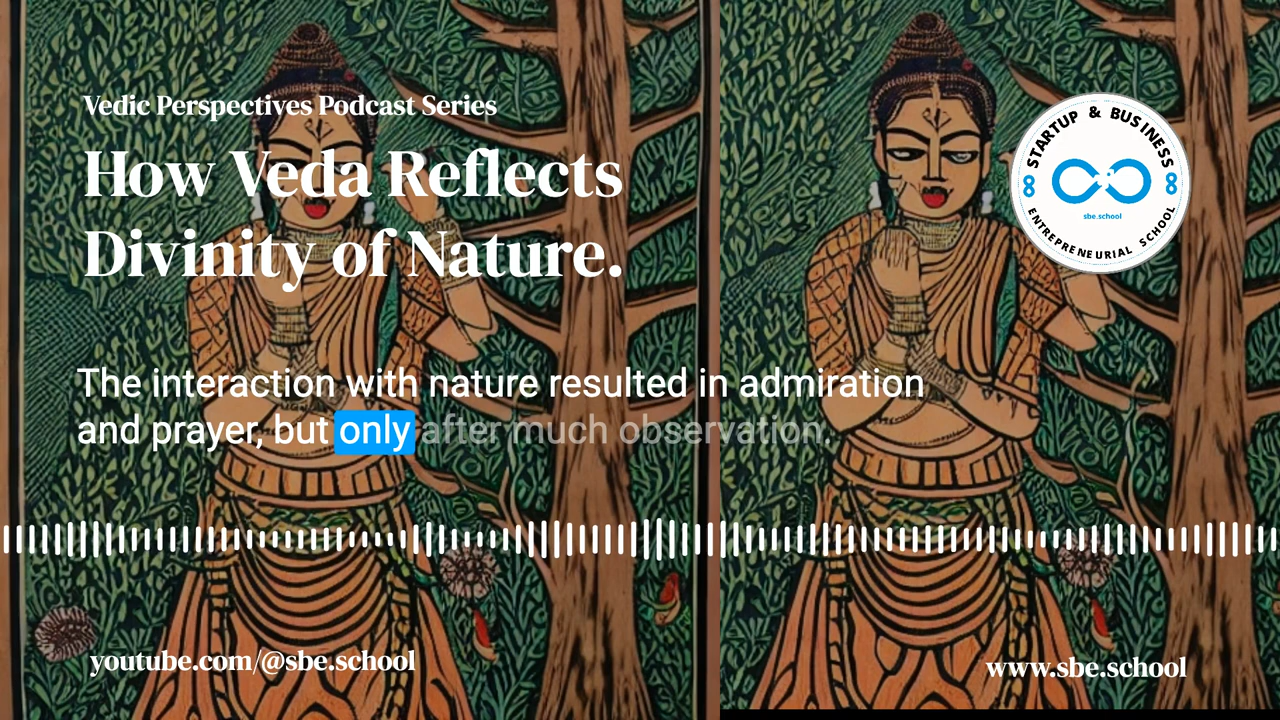 Vedic Perspectives Podcast Series
How Veda Reflects
Divinity of Nature.
STARTUP & BUSINESS
sbe.school
ENTREPRENEURIAL SCHOOL
The interaction with nature resulted in admiration
and prayer, but only after much observation.
youtube.com/@sbe.school
www.sbe.school